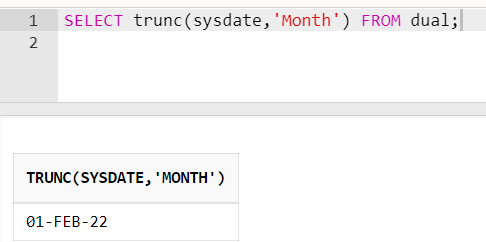 1 SELECT trunc(sysdate,'Month') FROM dual;
2
TRUNC(SYSDATE,'MONTH')
01-FEB-22